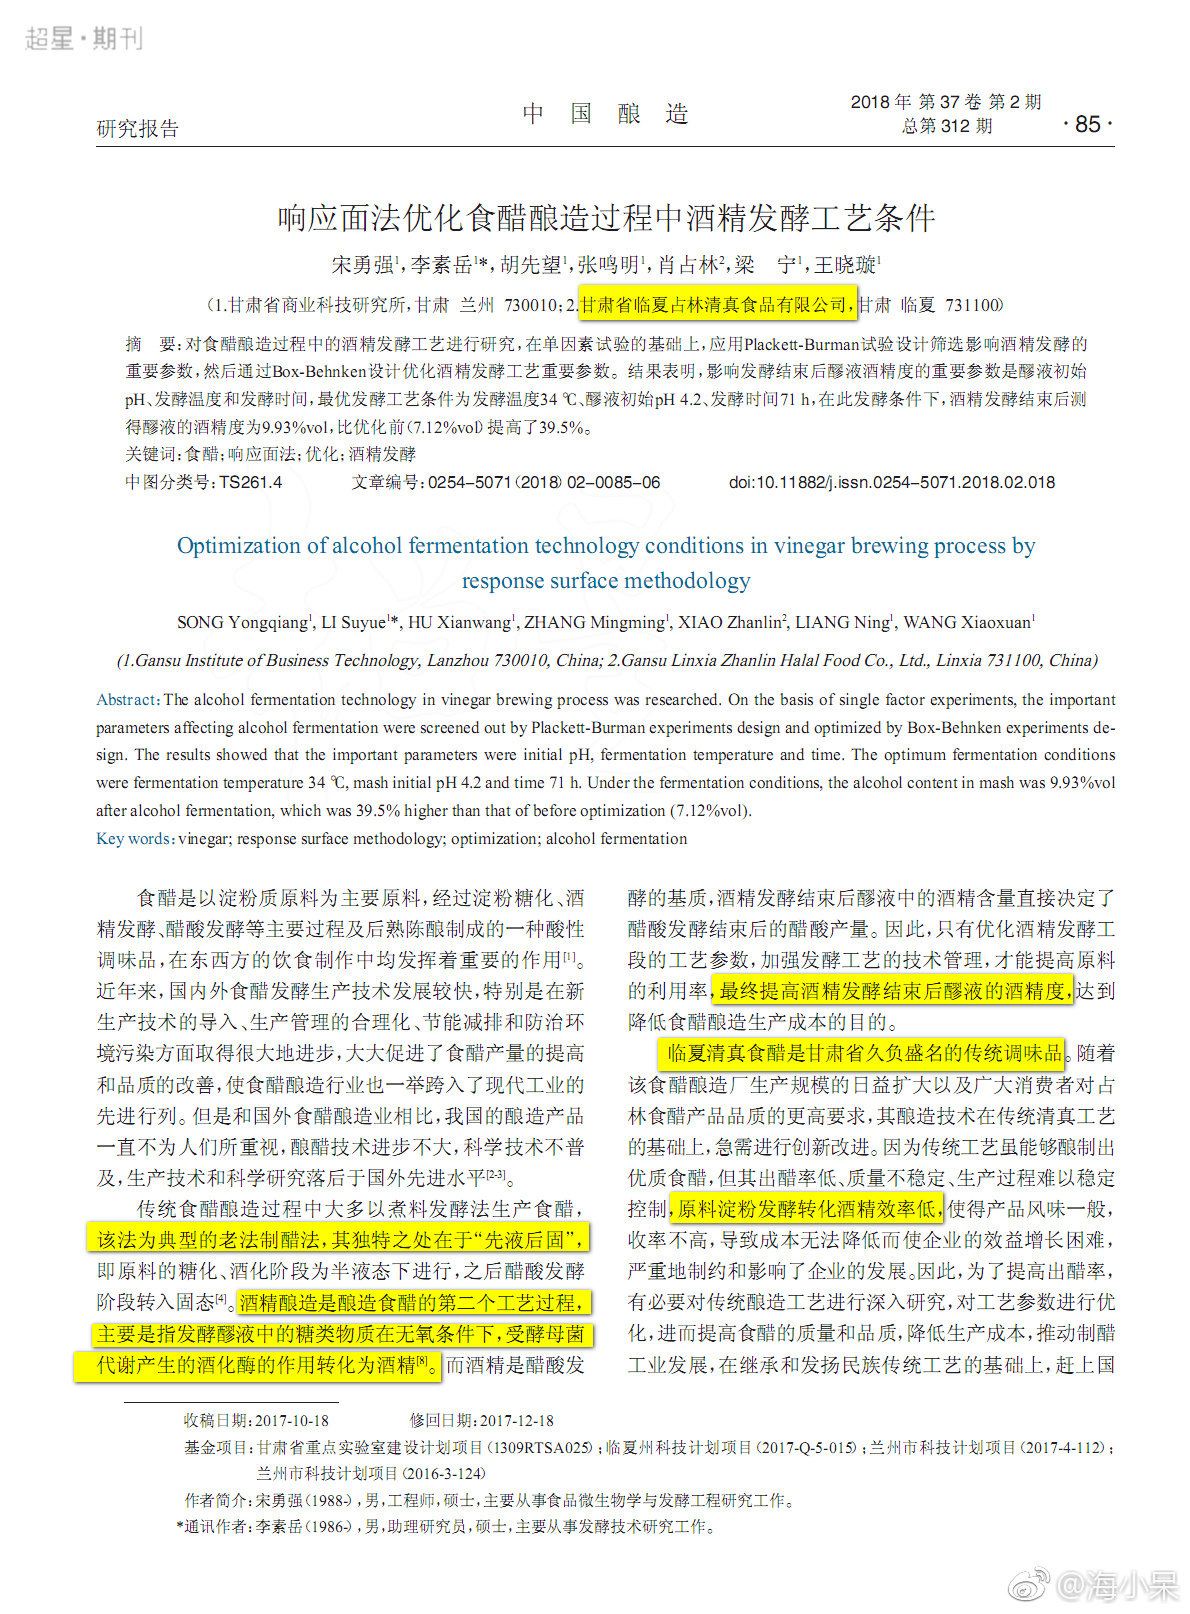 超星·期刊
研究报告
中 国 酿 造
2018 年 第 37 卷 第 2 期
总第 312 期
·85·
响应面法优化食醋酿造过程中酒精发酵工艺条件
宋勇强1,李素岳1*,胡先望1,张鸣明1,肖占林2,梁 宁1,王晓璇1
(1.甘肃省商业科技研究所,甘肃 兰州 730010;2.甘肃省临夏占林清真食品有限公司,甘肃 临夏 731100)
摘 要:对食醋酿造过程中的酒精发酵工艺进行研究,在单因素试验的基础上,应用Plackett-Burman试验设计筛选影响酒精发酵的
重要参数,然后通过Box-Behnken设计优化酒精发酵工艺重要参数。结果表明,影响发酵结束后醪液酒精度的重要参数是醪液初始
pH、发酵温度和发酵时间,最优发酵工艺条件为发酵温度34 ℃、醪液初始pH 4.2、发酵时间71 h,在此发酵条件下,酒精发酵结束后测
得醪液的酒精度为9.93%vol,比优化前(7.12%vol)提高了39.5%。
关键词:食醋;响应面法;优化;酒精发酵
中图分类号:TS261.4 文章编号:0254-5071(2018)02-0085-06 doi:10.11882/j.issn.0254-5071.2018.02.018
Optimization of alcohol fermentation technology conditions in vinegar brewing process by
response surface methodology
SONG Yongqiang1, LI Suyue1*, HU Xianwang1, ZHANG Mingming1, XIAO Zhanlin2, LIANG Ning1, WANG Xiaoxuan1
(1.Gansu Institute of Business Technology, Lanzhou 730010, China; 2.Gansu Linxia Zhanlin Halal Food Co., Ltd., Linxia 731100, China)
Abstract: The alcohol fermentation technology in vinegar brewing process was researched. On the basis of single factor experiments, the important
parameters affecting alcohol fermentation were screened out by Plackett-Burman experiments design and optimized by Box-Behnken experiments de-
sign. The results showed that the important parameters were initial pH, fermentation temperature and time. The optimum fermentation conditions
were fermentation temperature 34 ℃, mash initial pH 4.2 and time 71 h. Under the fermentation conditions, the alcohol content in mash was 9.93%vol
after alcohol fermentation, which was 39.5% higher than that of before optimization (7.12%vol).
Key words: vinegar; response surface methodology; optimization; alcohol fermentation
食醋是以淀粉质原料为主要原料,经过淀粉糖化、酒
精发酵、醋酸发酵等主要过程及后熟陈酿制成的一种酸性
调味品,在东西方的饮食制作中均发挥着重要的作用[1]。
近年来,国内外食醋发酵生产技术发展较快,特别是在新
生产技术的导入、生产管理的合理化、节能减排和防治环
境污染方面取得很大地进步,大大促进了食醋产量的提高
和品质的改善,使食醋酿造行业也一举跨入了现代工业的
先进行列。但是和国外食醋酿造业相比,我国的酿造产品
一直不为人们所重视,酿醋技术进步不大,科学技术不普
及,生产技术和科学研究落后于国外先进水平[2-3]。
传统食醋酿造过程中大多以煮料发酵法生产食醋,
该法为典型的老法制醋法,其独特之处在于“先液后固”,
即原料的糖化、酒化阶段为半液态下进行,之后醋酸发酵
阶段转入固态[4]。酒精酿造是酿造食醋的第二个工艺过程,
主要是指发酵醪液中的糖类物质在无氧条件下,受酵母菌
代谢产生的酒化酶的作用转化为酒精[8]。而酒精是醋酸发
酵的基质,酒精发酵结束后醪液中的酒精含量直接决定了
醋酸发酵结束后的醋酸产量。因此,只有优化酒精发酵工
段的工艺参数,加强发酵工艺的技术管理,才能提高原料
的利用率,最终提高酒精发酵结束后醪液的酒精度,达到
降低食醋酿造生产成本的目的。
临夏清真食醋是甘肃省久负盛名的传统调味品。随着
该食醋酿造厂生产规模的日益扩大以及广大消费者对占
林食醋产品品质的更高要求,其酿造技术在传统清真工艺
的基础上,急需进行创新改进。因为传统工艺虽能够酿制出
优质食醋,但其出醋率低、质量不稳定、生产过程难以稳定
控制,原料淀粉发酵转化酒精效率低,使得产品风味一般,
收率不高,导致成本无法降低而使企业的效益增长困难,
严重地制约和影响了企业的发展。因此,为了提高出醋率,
有必要对传统酿造工艺进行深入研究,对工艺参数进行优
化,进而提高食醋的质量和品质,降低生产成本,推动制醋
工业发展,在继承和发扬民族传统工艺的基础上,赶上国
收稿日期:2017-10-18 修回日期:2017-12-18
基金项目:甘肃省重点实验室建设计划项目(1309RTSA025);临夏州科技计划项目(2017-Q-5-015);兰州市科技计划项目(2017-4-112);
兰州市科技计划项目(2016-3-124)
作者简介:宋勇强(1988-),男,工程师,硕士,主要从事食品微生物学与发酵工程研究工作。
*通讯作者:李素岳(1986-),男,助理研究员,硕士,主要从事发酵技术研究工作。
@海小呆